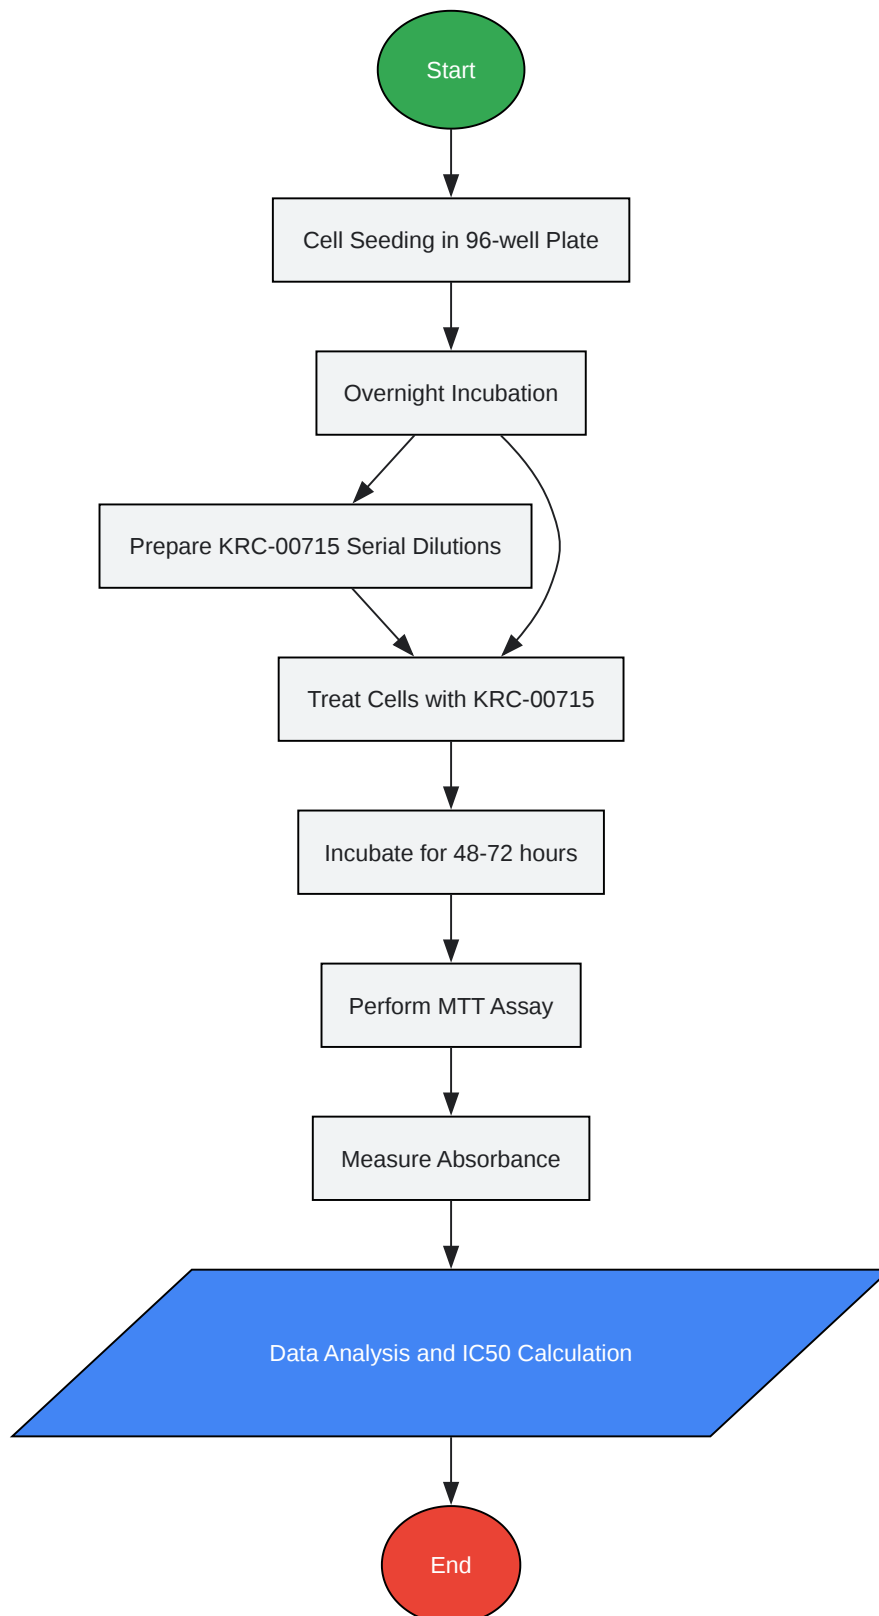 Start
Cell Seeding in 96-well Plate
Overnight Incubation
Prepare KRC-00715 Serial Dilutions
Treat Cells with KRC-00715
Incubate for 48-72 hours
Perform MTT Assay
Measure Absorbance
Data Analysis and IC50 Calculation
End